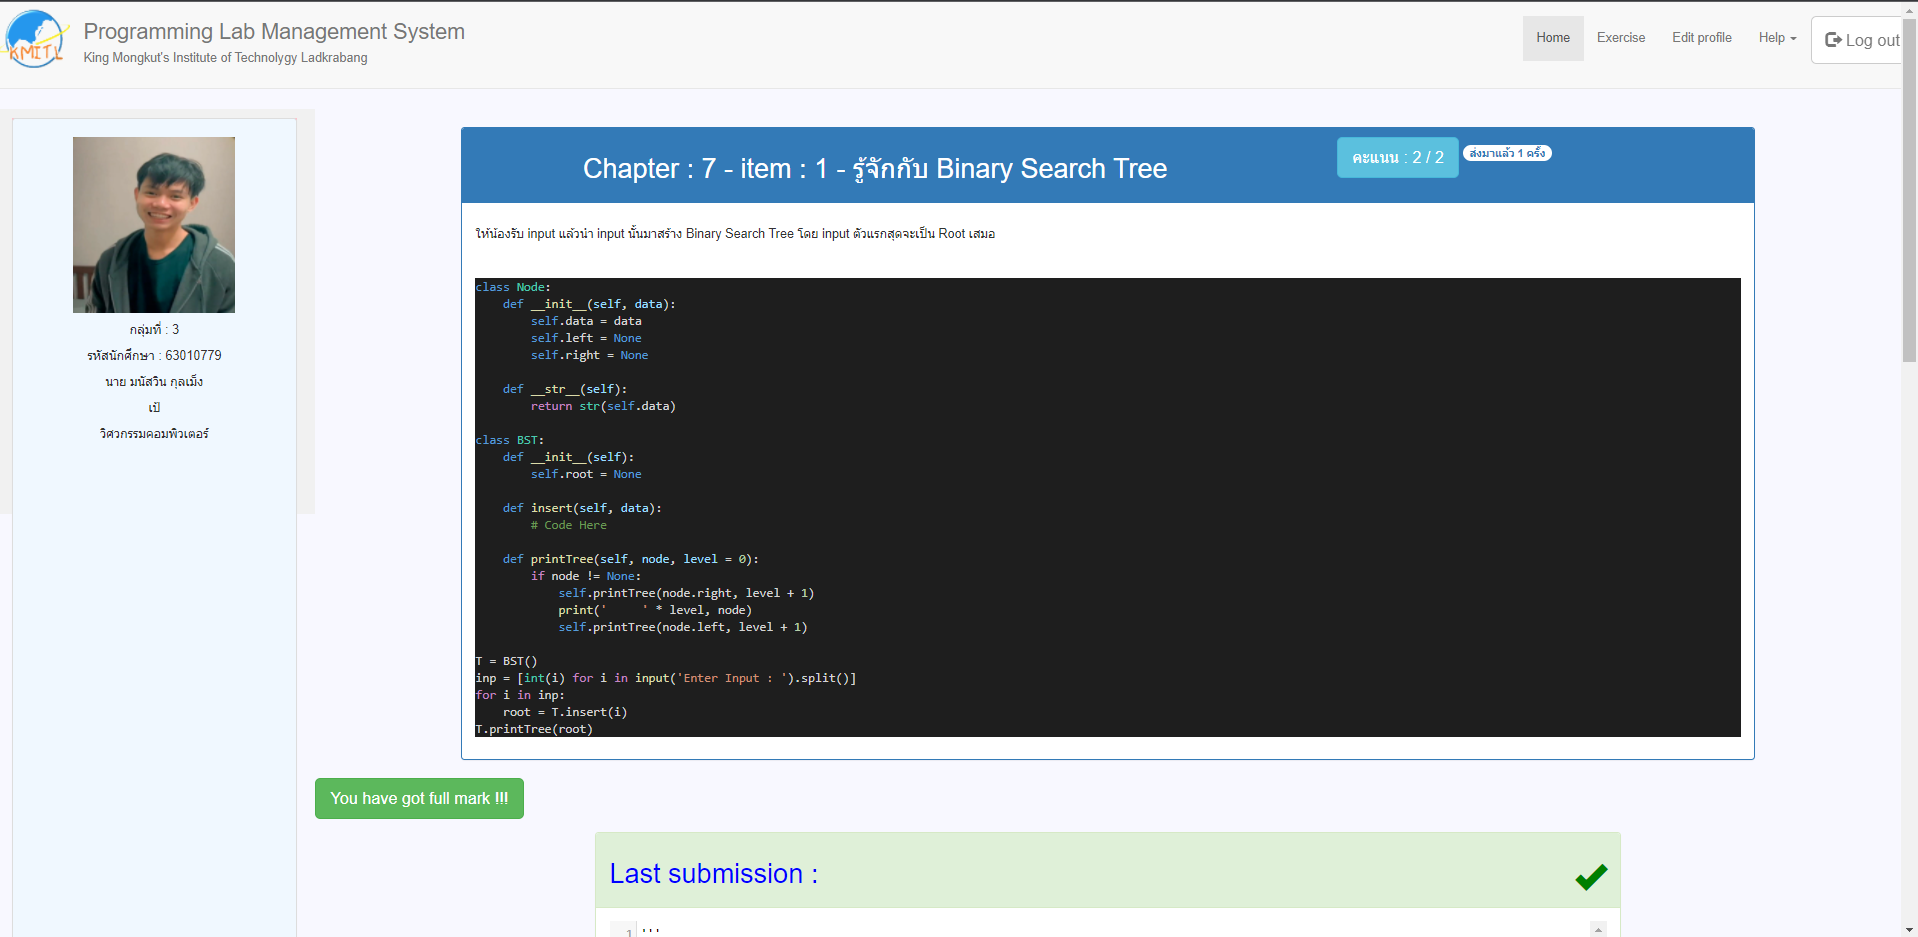 KMITL
Programming Lab Management System
King Mongkut's Institute of Technolygy Ladkrabang
Home
Exercise
Edit profile
Help
Log out
กลุ่มที่ : 3
รหัสนักศึกษา : 63010779
นาย มนัสวิน กุลเม็ง
เป้
วิศวกรรมคอมพิวเตอร์
Chapter : 7 - item : 1 - รู้จักกับ Binary Search Tree
คะแนน : 2 / 2
ส่งมาแล้ว 1 ครั้ง
ให้น้องรับ input แล้วนำ input นั้นมาสร้าง Binary Search Tree โดย input ตัวแรกสุดจะเป็น Root เสมอ
class Node:
    def __init__(self, data):
        self.data = data
        self.left = None
        self.right = None
    def __str__(self):
        return str(self.data)
class BST:
    def __init__(self):
        self.root = None
    def insert(self, data):
        # Code Here
    def printTree(self, node, level = 0):
        if node != None:
            self.printTree(node.right, level + 1)
            print('     ' * level, node)
            self.printTree(node.left, level + 1)
T = BST()
inp = [int(i) for i in input('Enter Input : ').split()]
for i in inp:
    root = T.insert(i)
T.printTree(root)
You have got full mark !!!
Last submission :
1 '''